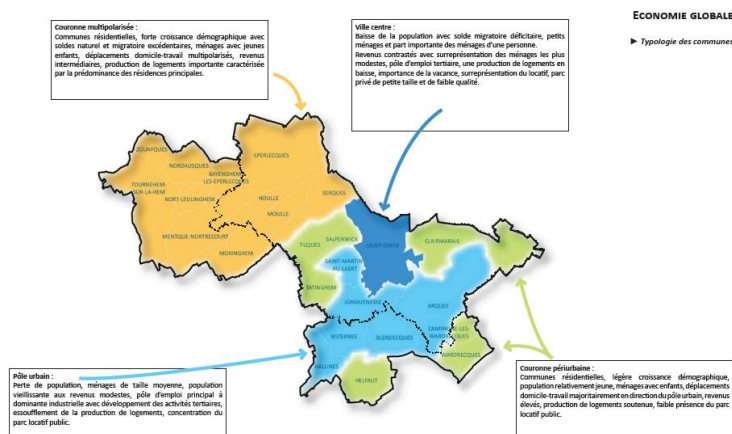 ECONOMIE GLOBALE
► Typologie des communes
Couronne multipolarisée :
Communes résidentielles, forte croissance démographique avec
soldes naturel et migratoire excédentaires, ménages avec jeunes
enfants, déplacements domicile-travail multipolarisés, revenus
intermédiaires, production de logements importante caractérisée
par la prédominance des résidences principales.
Ville centre :
Baisse de la population avec solde migratoire déficitaire, petits
ménages et part importante des ménages d'une personne.
Revenus contrastés avec surreprésentation des ménages les plus
modestes, pôle d'emploi tertiaire, une production de logements en
baisse, importance de la vacance, surreprésentation du locatif, parc
privé de petite taille et de faible qualité.
ZOUAFQUES
NORDAUSQUES
EPERLECQUES
BAYENGHEM
LES-EPERLECQUES
TOURNEHEM-
SUR-LA-HEM
NORT-LEULINGHEM
SERQUES
HOULLE
MOULLE
MENTQUE-NORTBECOURT
MORINGHEM
TILQUES
SALPERWICK
SAINT-OMER
CLAIRMARAIS
SAINT-MARTIN
AU-LAERT
TATINGHEM
LONGUENESSE
ARQUES
WIZERNES
BLENDECQUES
CAMPAGNE-LES-
WARDRECQUES
WARDRECQUES
HALLINES
HELFAUT
Pôle urbain :
Perte de population, ménages de taille moyenne, population
vieillissante aux revenus modestes, pôle d'emploi principal à
dominante industrielle avec développement des activités tertiaires,
essoufflement de la production de logements, concentration du
parc locatif public.
Couronne périurbaine :
Communes résidentielles, légère croissance démographique,
population relativement jeune, ménages avec enfants, déplacements
domicile-travail majoritairement en direction du pôle urbain, revenus
élevés, production de logements soutenue, faible présence du parc
locatif public.